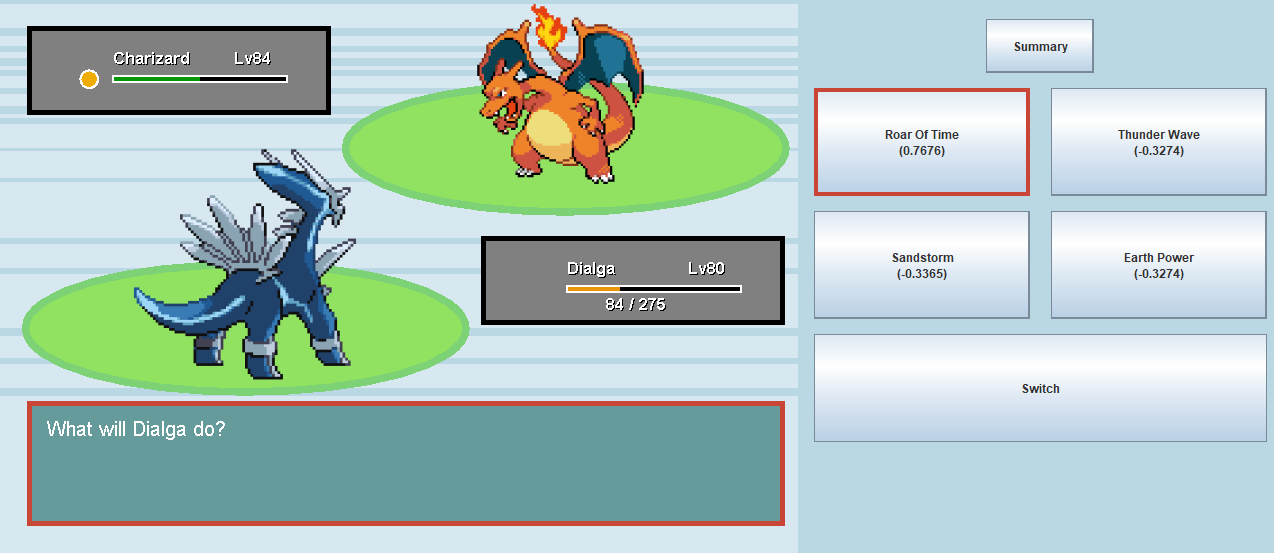 Charizard Lv84
Dialga Lv80
84 / 275
What will Dialga do?
Summary
Roar Of Time
(0.7676)
Thunder Wave
(-0.3274)
Sandstorm
(-0.3365)
Earth Power
(-0.3274)
Switch